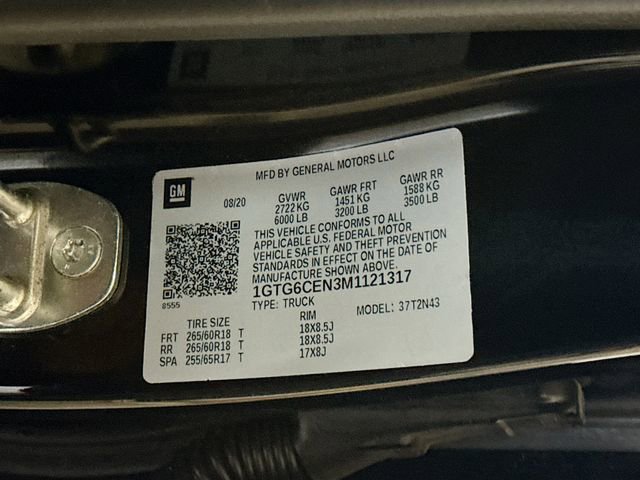 MFD BY GENERAL MOTORS LLC
GM
08/20
GVWR GAWR FRT GAWR RR
2722 KG 1451 KG 1588 KG
6000 LB 3200 LB 3500 LB
THIS VEHICLE CONFORMS TO ALL
APPLICABLE U.S. FEDERAL MOTOR
VEHICLE SAFETY AND THEFT PREVENTION
STANDARDS IN EFFECT ON THE DATE OF
MANUFACTURE SHOWN ABOVE.
1GTG6CEN3M1121317
8555
TYPE: TRUCK MODEL: 37T2N43
TIRE SIZE RIM
FRT 265/60R18 T 18X8.5J
RR 265/60R18 T 18X8.5J
SPA 255/65R17 T 17X8J